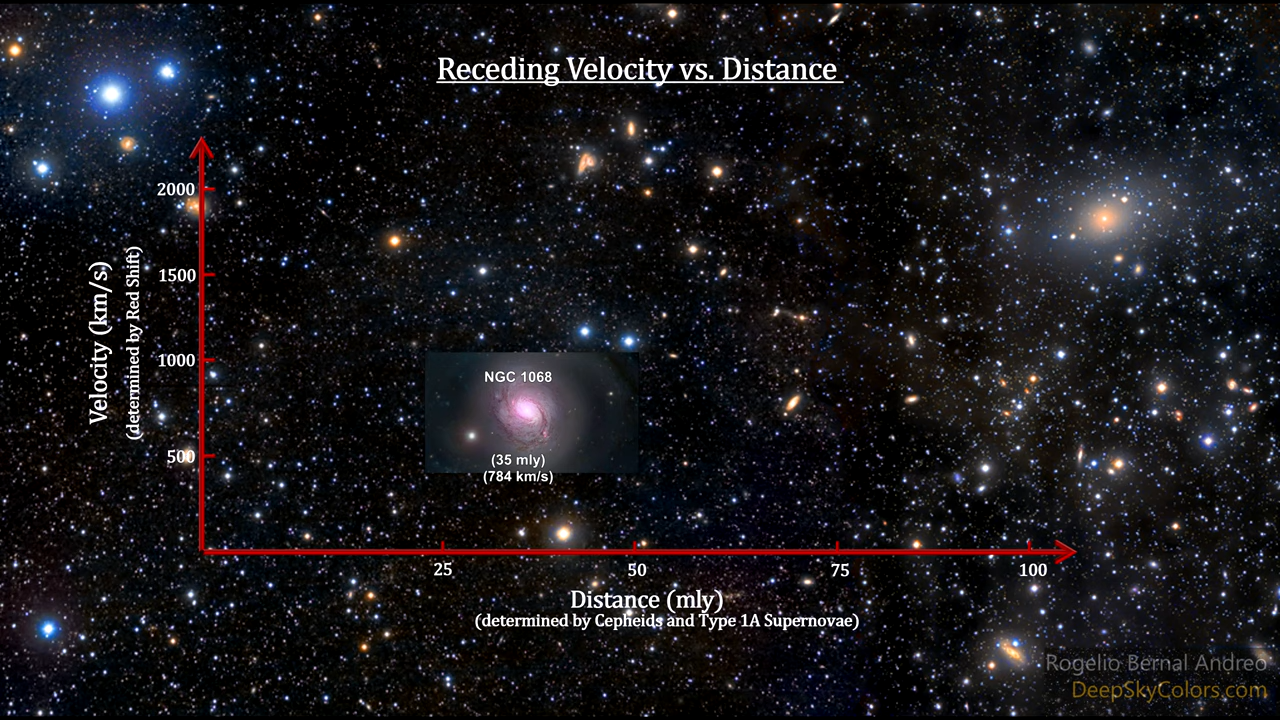 Receding Velocity vs. Distance
2000
1500
1000
500
Velocity (km/s)
(determined by Red Shift)
NGC 1068
(35 mly)
(784 km/s)
25 50 75 100
Distance (mly)
(determined by Cepheids and Type 1A Supernovae)
Rogelio Bernal Andreo
DeepSkyColors.com